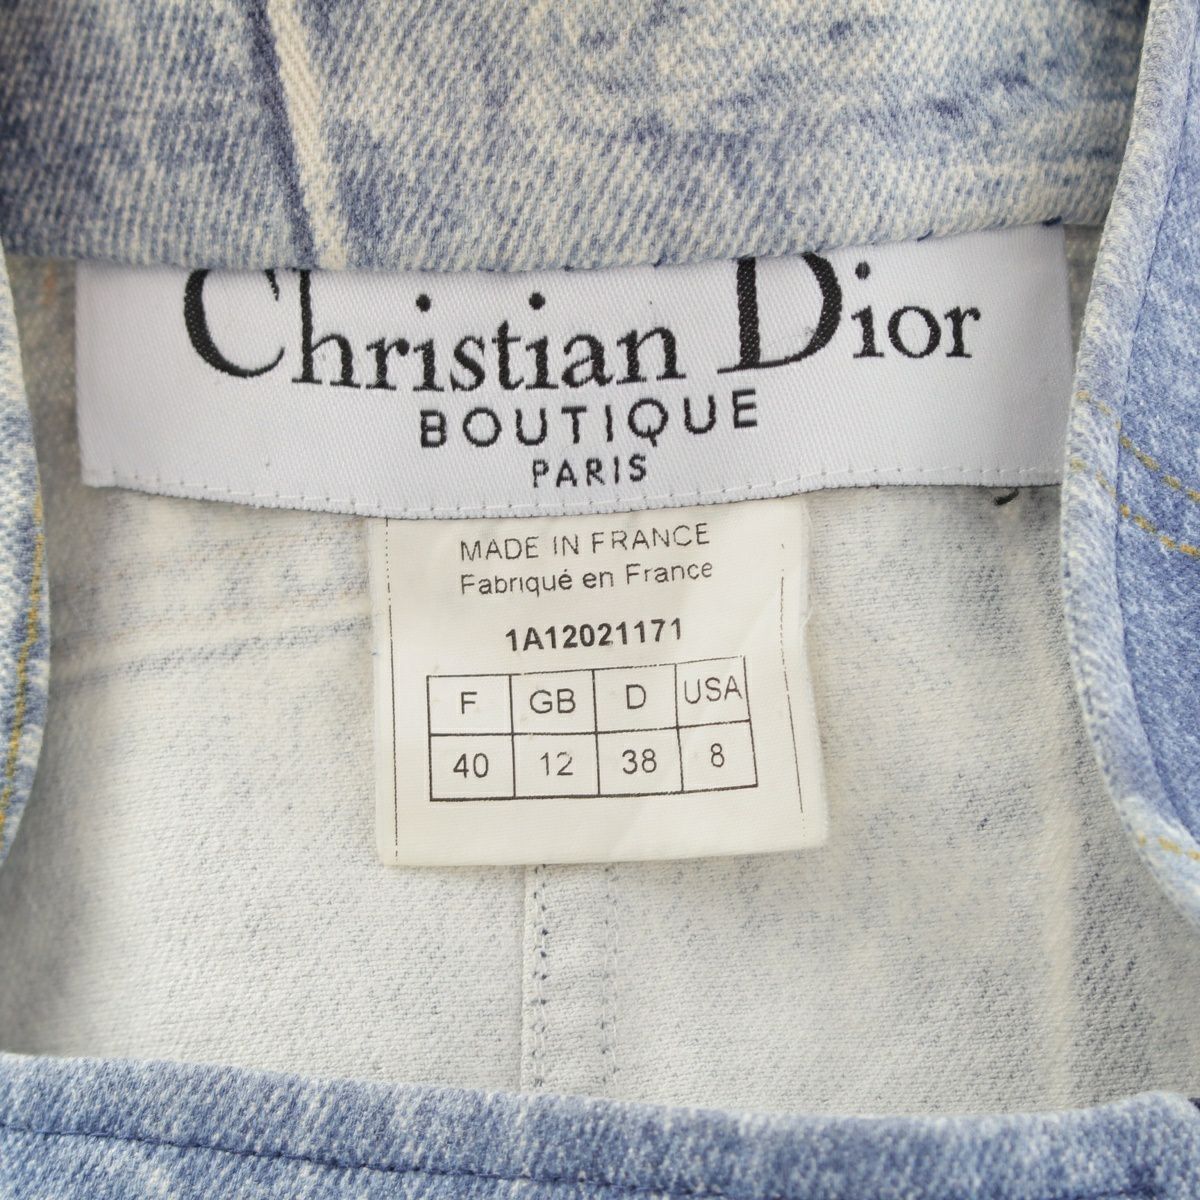 Christian Dior
BOUTIQUE
PARIS
MADE IN FRANCE
Fabriqué en France
1A12021171
F GB D USA
40 12 38 8